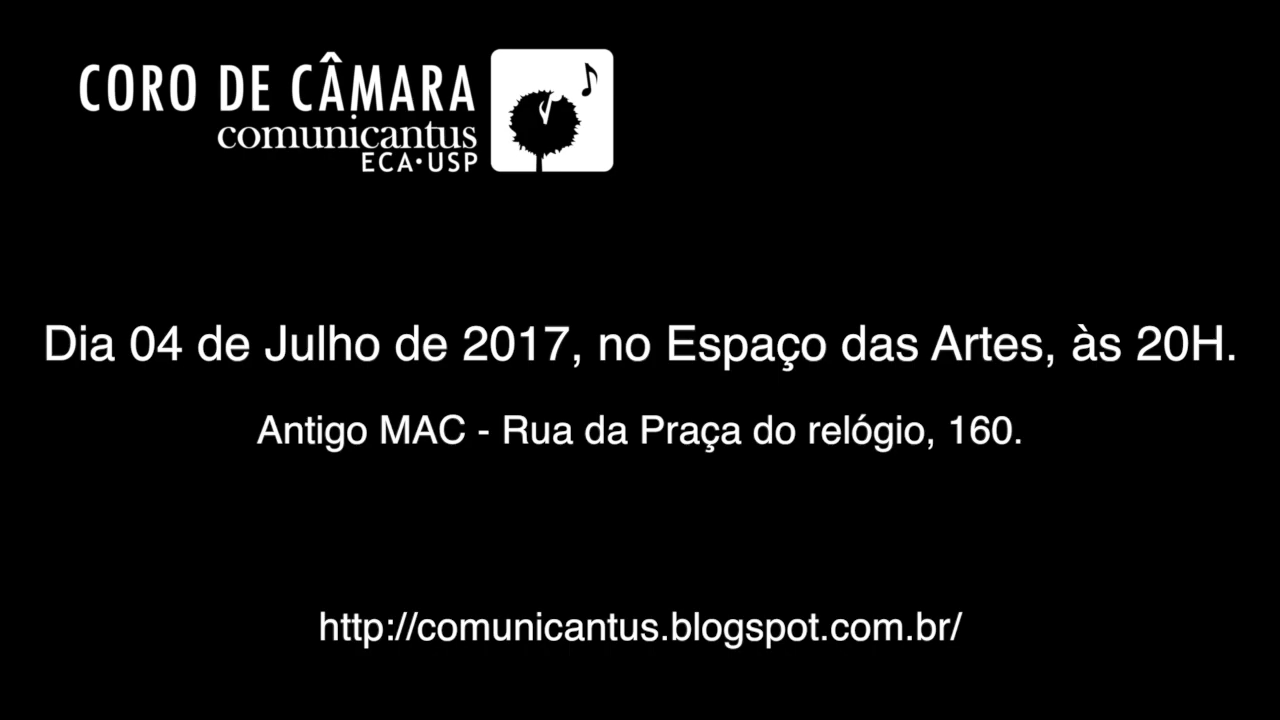 CORO DE CÂMARA
comunicantus
ECA•USP
Dia 04 de Julho de 2017, no Espaço das Artes, às 20H.
Antigo MAC - Rua da Praça do relógio, 160.
http://comunicantus.blogspot.com.br/